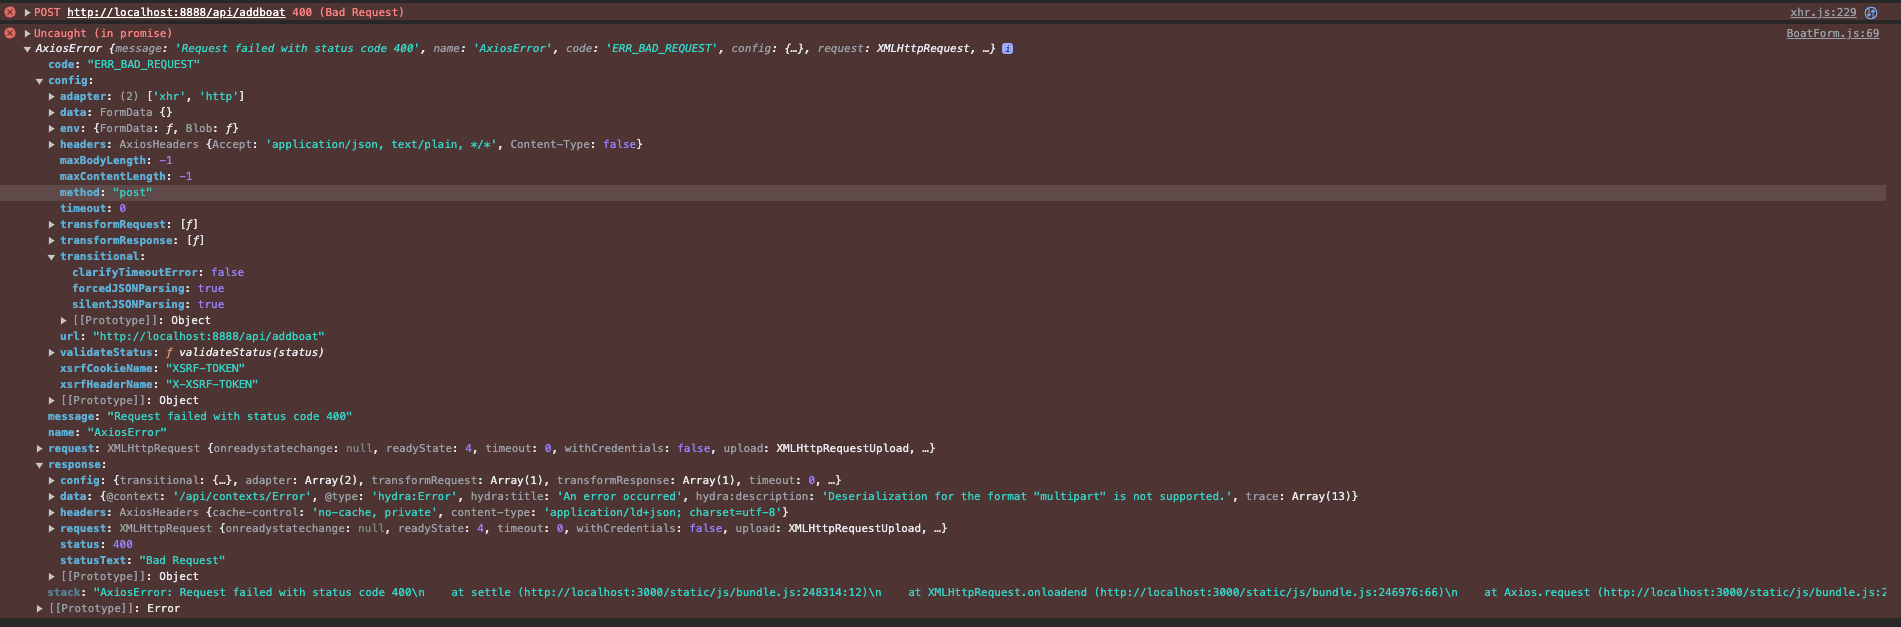 POST http://localhost:8888/api/addboat 400 (Bad Request) xhr.js:229
Uncaught (in promise) BoatForm.js:69
AxiosError {message: 'Request failed with status code 400', name: 'AxiosError', code: 'ERR_BAD_REQUEST', config: {…}, request: XMLHttpRequest, …} i
code: "ERR_BAD_REQUEST"
config:
adapter: (2) ['xhr', 'http']
data: FormData {}
env: {FormData: ƒ, Blob: ƒ}
headers: AxiosHeaders {Accept: 'application/json, text/plain, */*', Content-Type: false}
maxBodyLength: -1
maxContentLength: -1
method: "post"
timeout: 0
transformRequest: [ƒ]
transformResponse: [ƒ]
transitional:
clarifyTimeoutError: false
forcedJSONParsing: true
silentJSONParsing: true
[[Prototype]]: Object
url: "http://localhost:8888/api/addboat"
validateStatus: ƒ validateStatus(status)
xsrfCookieName: "XSRF-TOKEN"
xsrfHeaderName: "X-XSRF-TOKEN"
[[Prototype]]: Object
message: "Request failed with status code 400"
name: "AxiosError"
request: XMLHttpRequest {onreadystatechange: null, readyState: 4, timeout: 0, withCredentials: false, upload: XMLHttpRequestUpload, …}
response:
config: {transitional: {…}, adapter: Array(2), transformRequest: Array(1), transformResponse: Array(1), timeout: 0, …}
data: {@context: '/api/contexts/Error', @type: 'hydra:Error', hydra:title: 'An error occurred', hydra:description: 'Deserialization for the format "multipart" is not supported.', trace: Array(13)}
headers: AxiosHeaders {cache-control: 'no-cache, private', content-type: 'application/ld+json; charset=utf-8'}
request: XMLHttpRequest {onreadystatechange: null, readyState: 4, timeout: 0, withCredentials: false, upload: XMLHttpRequestUpload, …}
status: 400
statusText: "Bad Request"
[[Prototype]]: Object
stack: "AxiosError: Request failed with status code 400\n    at settle (http://localhost:3000/static/js/bundle.js:248314:12)\n    at XMLHttpRequest.onloadend (http://localhost:3000/static/js/bundle.js:246976:66)\n    at Axios.request (http://localhost:3000/static/js/bundle.js:2
[[Prototype]]: Error